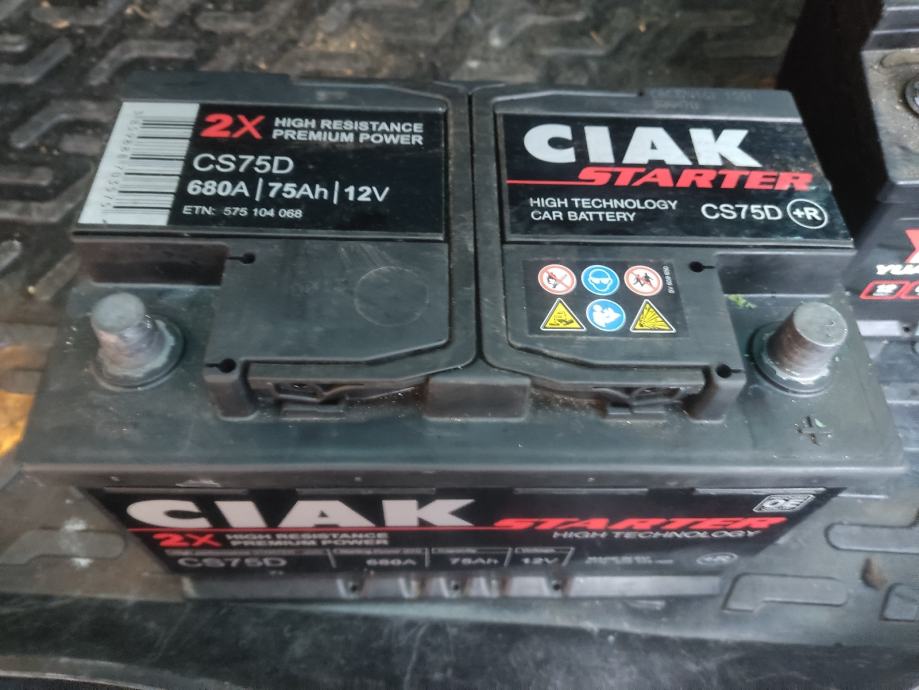 2X HIGH RESISTANCE
PREMIUM POWER
CS75D
680A | 75Ah | 12V
ETN: 575 104 068
CIAK
STARTER
HIGH TECHNOLOGY
CAR BATTERY
CS75D +R
+
CIAK STARTER
2X HIGH RESISTANCE
PREMIUM POWER
HIGH TECHNOLOGY
CS75D 680A 75Ah 12V +R